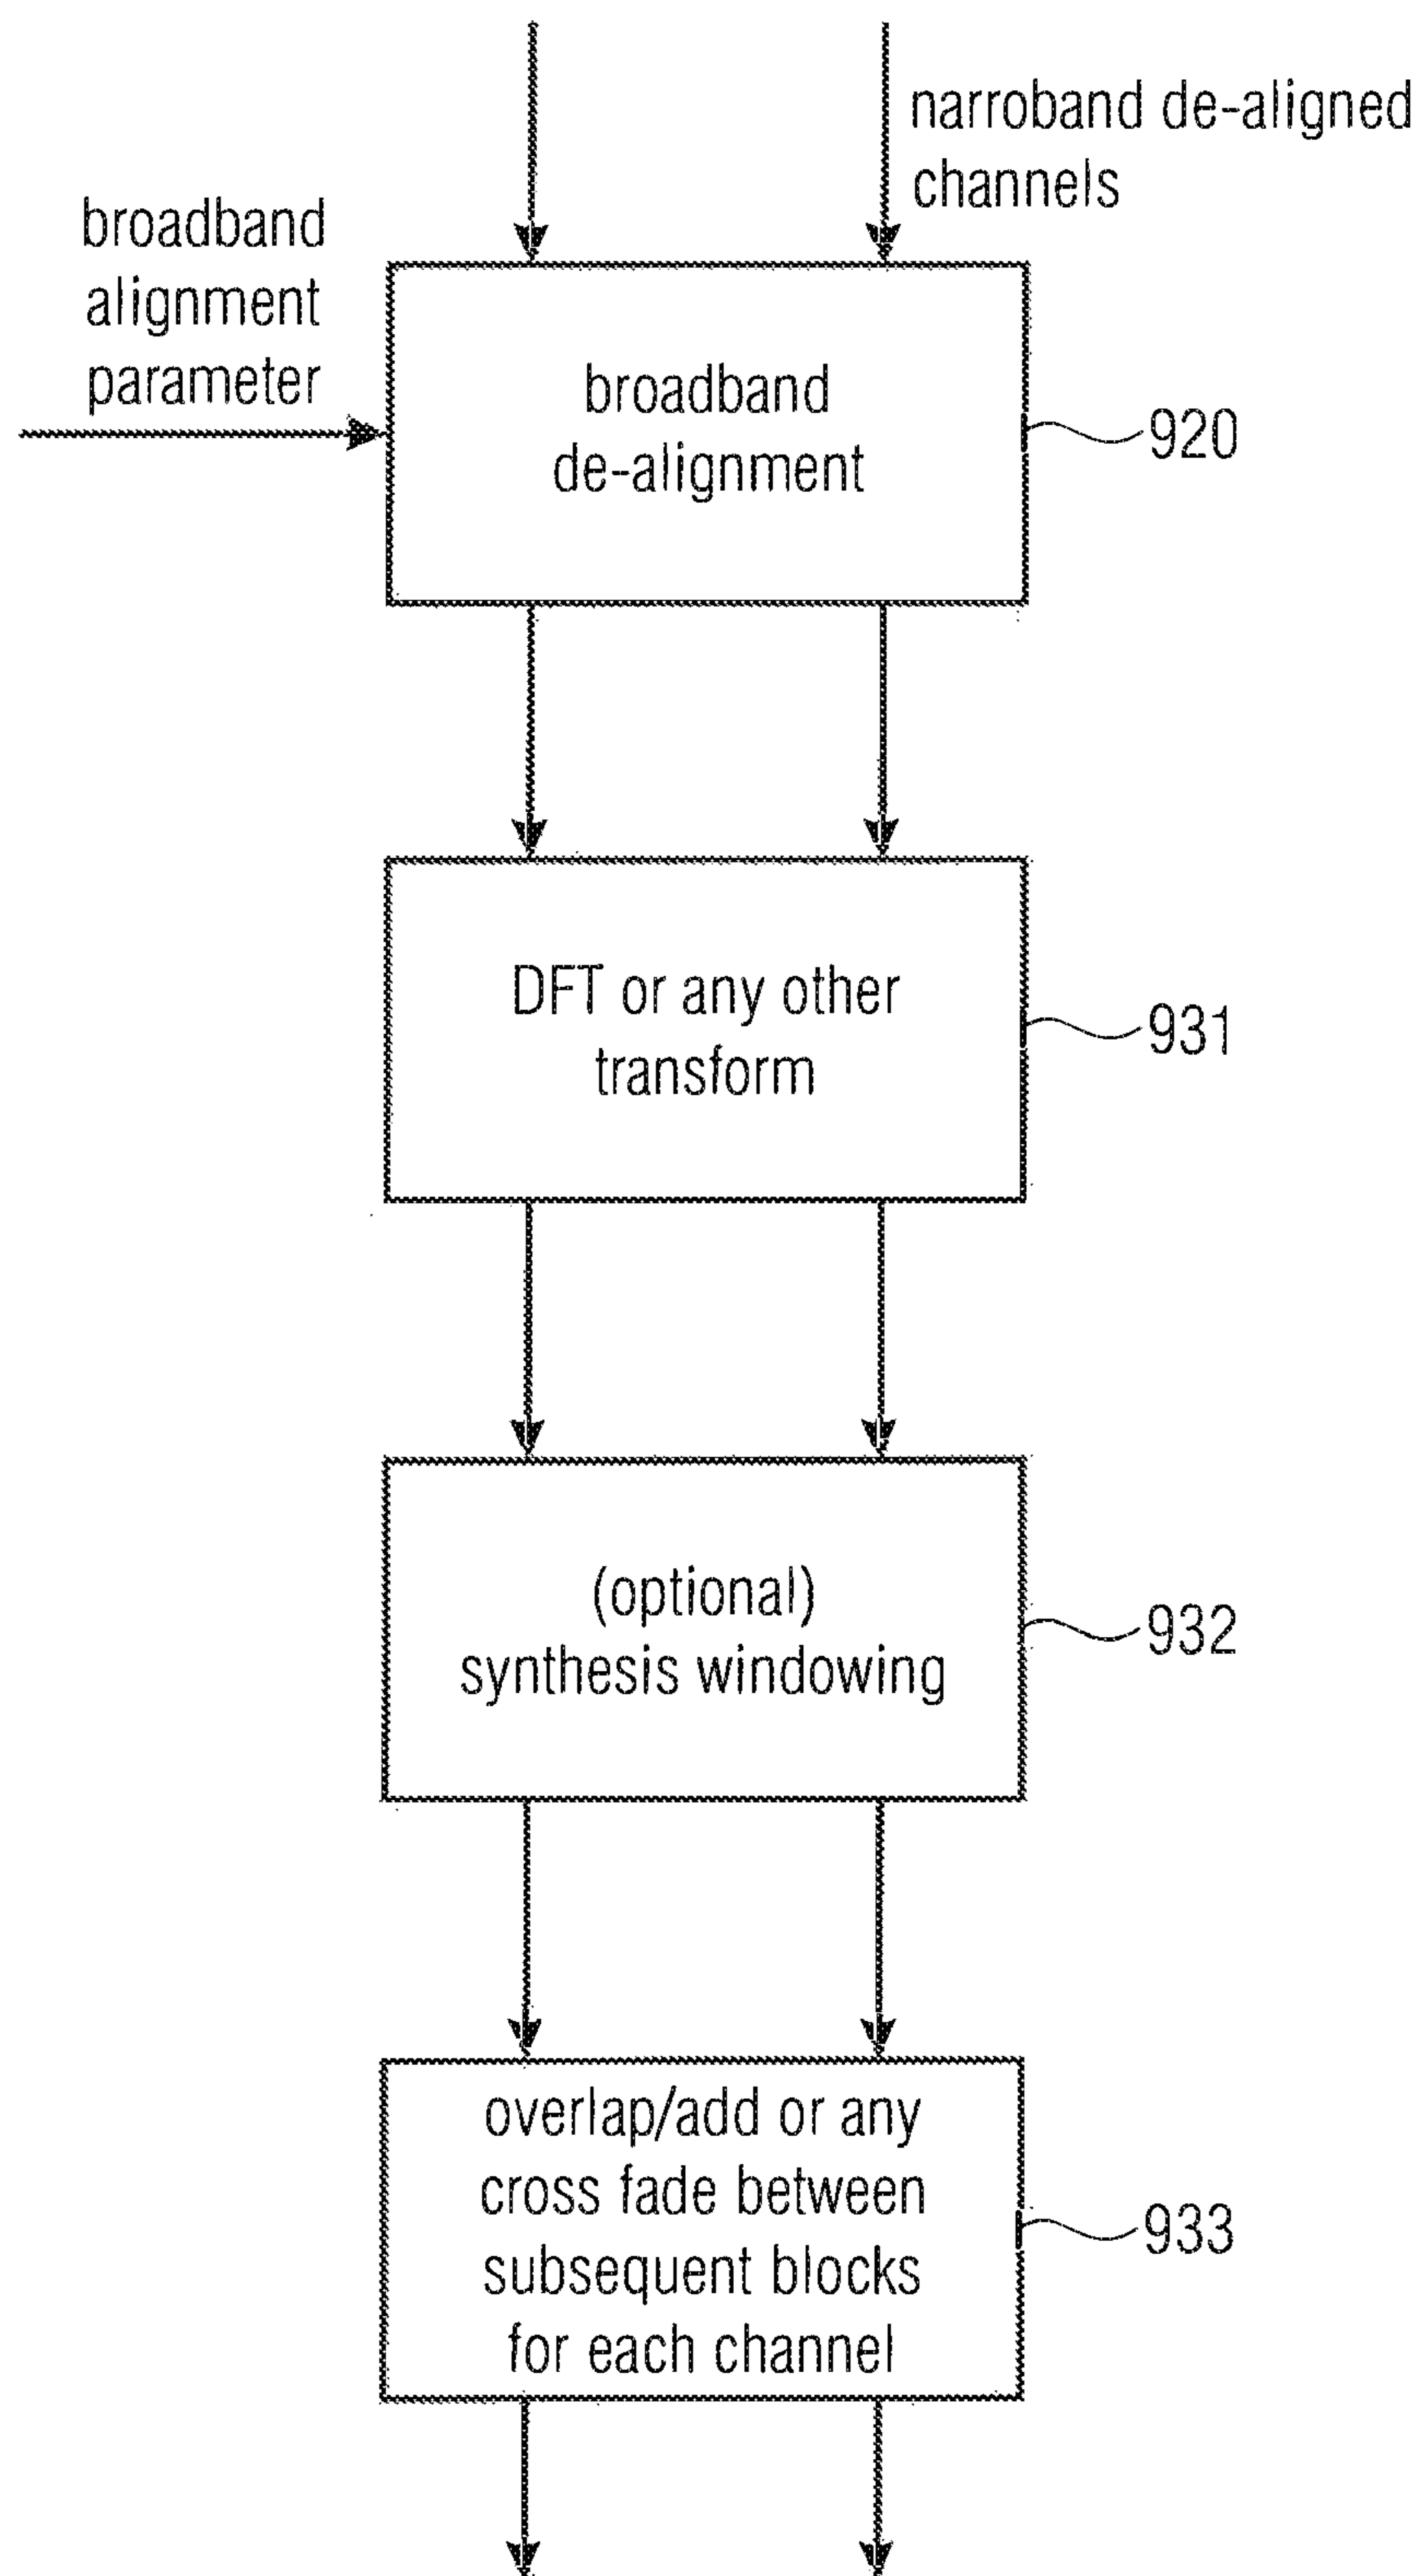 narroband de-aligned
channels
broadband
alignment
parameter
broadband
de-alignment
920
DFT or any other
transform
931
(optional)
synthesis windowing
932
overlap/add or any
cross fade between
subsequent blocks
for each channel
933